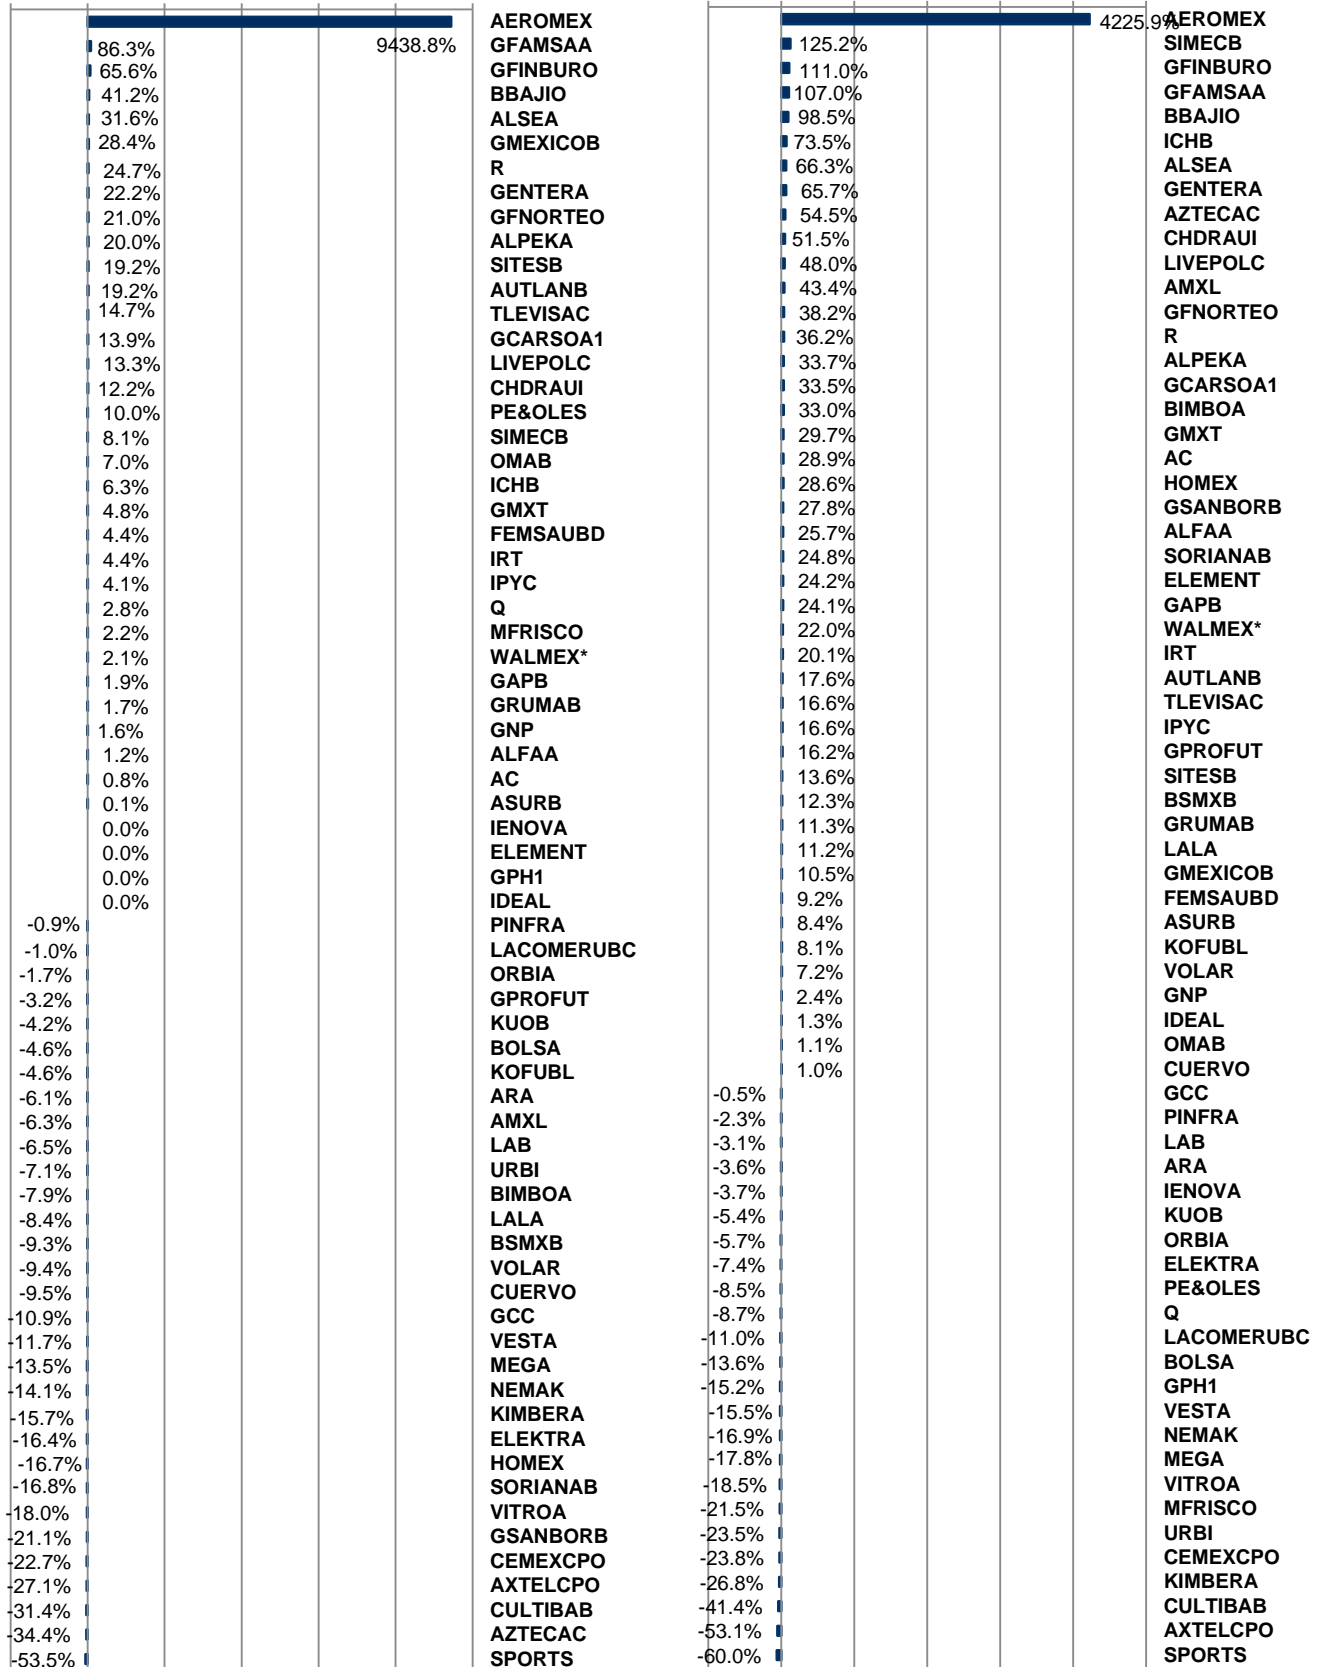 AEROMEX
9438.8%
86.3% GFAMSAA
65.6% GFINBURO
41.2% BBAJIO
31.6% ALSEA
28.4% GMEXICOB
24.7% R
22.2% GENTERA
21.0% GFNORTEO
20.0% ALPEKA
19.2% SITESB
19.2% AUTLANB
14.7% TLEVISAC
13.9% GCARSOA1
13.3% LIVEPOLC
12.2% CHDRAUI
10.0% PE&OLES
8.1% SIMECB
7.0% OMAB
6.3% ICHB
4.8% GMXT
4.4% FEMSAUBD
4.4% IRT
4.1% IPYC
2.8% Q
2.2% MFRISCO
2.1% WALMEX*
1.9% GAPB
1.7% GRUMAB
1.6% GNP
1.2% ALFAA
0.8% AC
0.1% ASURB
0.0% IENOVA
0.0% ELEMENT
0.0% GPH1
0.0% IDEAL
-0.9% PINFRA
-1.0% LACOMERUBC
-1.7% ORBIA
-3.2% GPROFUT
-4.2% KUOB
-4.6% BOLSA
-4.6% KOFUBL
-6.1% ARA
-6.3% AMXL
-6.5% LAB
-7.1% URBI
-7.9% BIMBOA
-8.4% LALA
-9.3% BSMXB
-9.4% VOLAR
-9.5% CUERVO
-10.9% GCC
-11.7% VESTA
-13.5% MEGA
-14.1% NEMAK
-15.7% KIMBERA
-16.4% ELEKTRA
-16.7% HOMEX
-16.8% SORIANAB
-18.0% VITROA
-21.1% GSANBORB
-22.7% CEMEXCPO
-27.1% AXTELCPO
-31.4% CULTIBAB
-34.4% AZTECAC
-53.5% SPORTS
4225.9% AEROMEX
125.2% SIMECB
111.0% GFINBURO
107.0% GFAMSAA
98.5% BBAJIO
73.5% ICHB
66.3% ALSEA
65.7% GENTERA
54.5% AZTECAC
51.5% CHDRAUI
48.0% LIVEPOLC
43.4% AMXL
38.2% GFNORTEO
36.2% R
33.7% ALPEKA
33.5% GCARSOA1
33.0% BIMBOA
29.7% GMXT
28.9% AC
28.6% HOMEX
27.8% GSANBORB
25.7% ALFAA
24.8% SORIANAB
24.2% ELEMENT
24.1% GAPB
22.0% WALMEX*
20.1% IRT
17.6% AUTLANB
16.6% TLEVISAC
16.6% IPYC
16.2% GPROFUT
13.6% SITESB
12.3% BSMXB
11.3% GRUMAB
11.2% LALA
10.5% GMEXICOB
9.2% FEMSAUBD
8.4% ASURB
8.1% KOFUBL
7.2% VOLAR
2.4% GNP
1.3% IDEAL
1.1% OMAB
1.0% CUERVO
-0.5% GCC
-2.3% PINFRA
-3.1% LAB
-3.6% ARA
-3.7% IENOVA
-5.4% KUOB
-5.7% ORBIA
-7.4% ELEKTRA
-8.5% PE&OLES
-8.7% Q
-11.0% LACOMERUBC
-13.6% BOLSA
-15.2% GPH1
-15.5% VESTA
-16.9% NEMAK
-17.8% MEGA
-18.5% VITROA
-21.5% MFRISCO
-23.5% URBI
-23.8% CEMEXCPO
-26.8% KIMBERA
-41.4% CULTIBAB
-53.1% AXTELCPO
-60.0% SPORTS